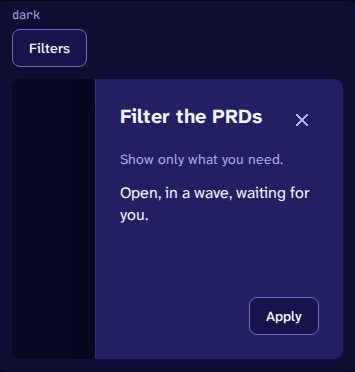 dark
Filters
Filter the PRDs
Show only what you need.
Open, in a wave, waiting for
you.
Apply